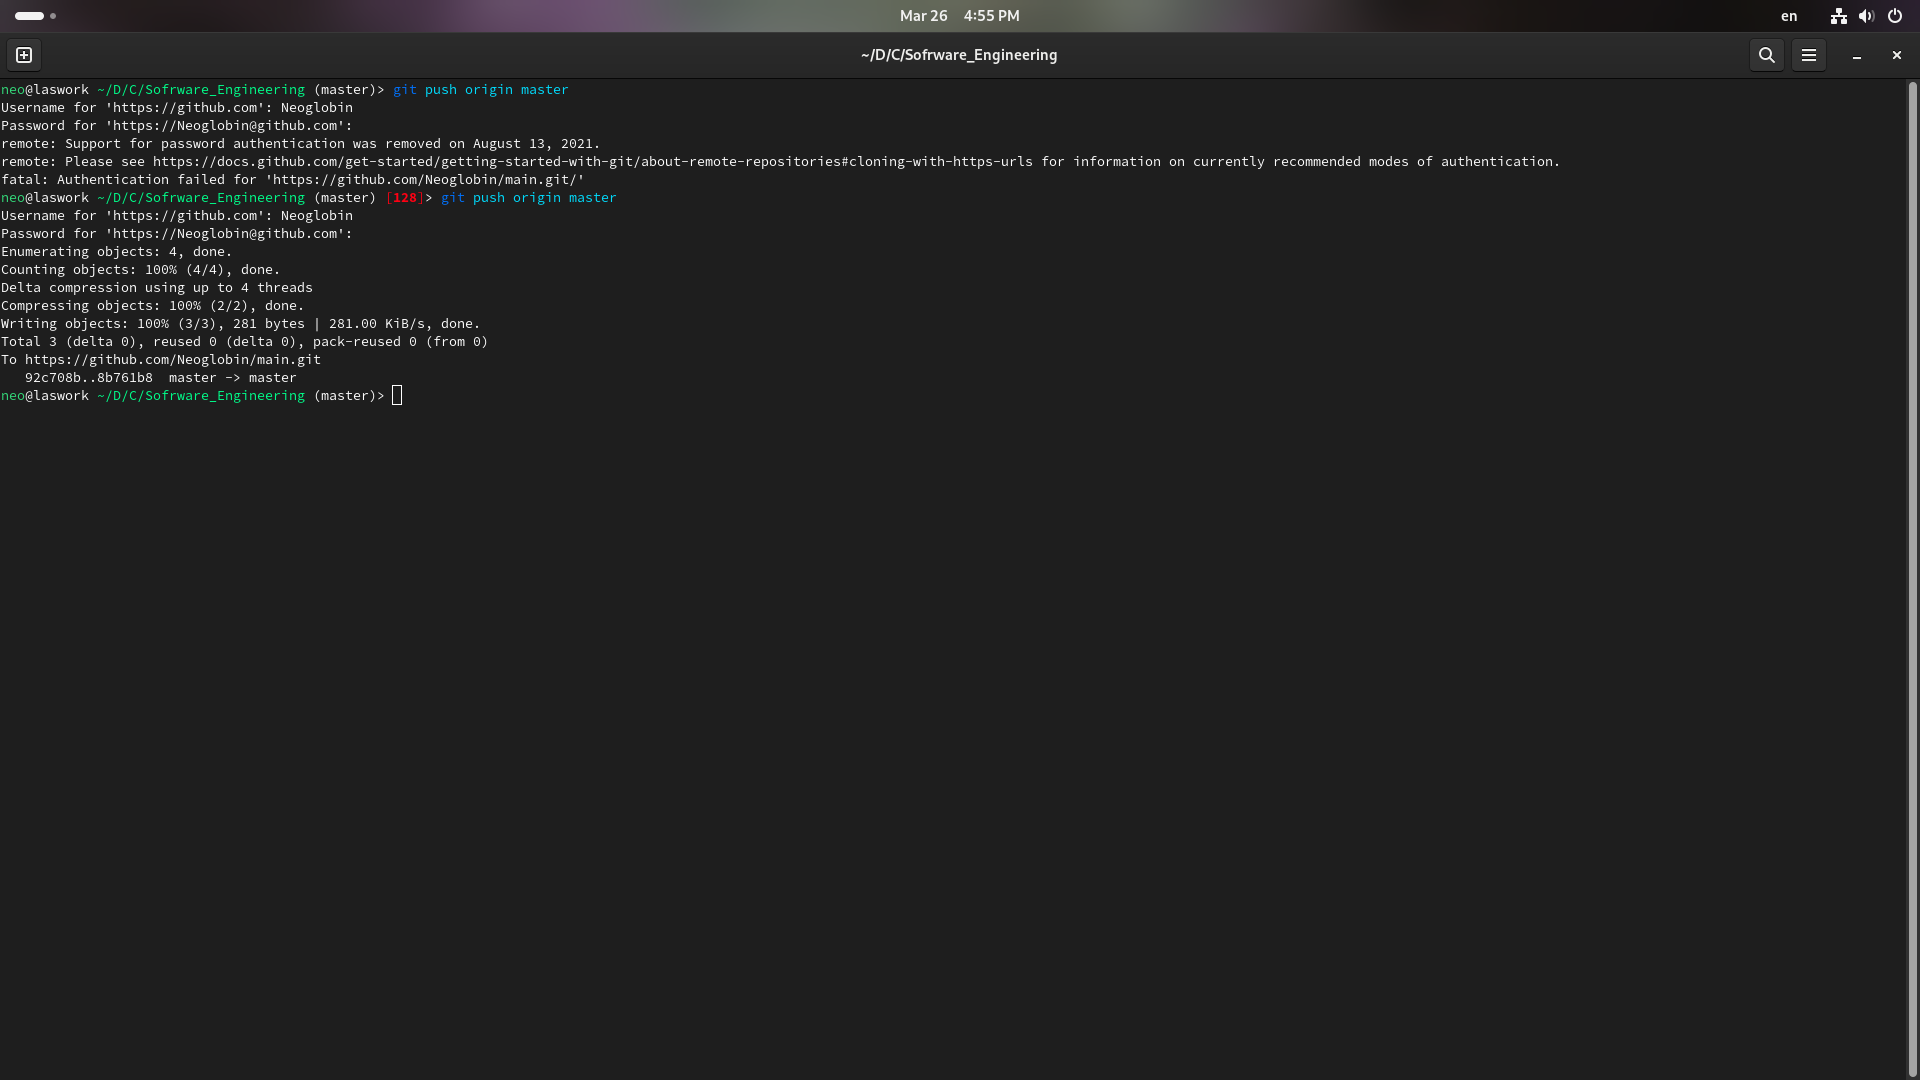 Mar 26 4:55 PM
en
~/D/C/Sofrware_Engineering
neo@laswork ~/D/C/Sofrware_Engineering (master)> git push origin master
Username for 'https://github.com': Neoglobin
Password for 'https://Neoglobin@github.com':
remote: Support for password authentication was removed on August 13, 2021.
remote: Please see https://docs.github.com/get-started/getting-started-with-git/about-remote-repositories#cloning-with-https-urls for information on currently recommended modes of authentication.
fatal: Authentication failed for 'https://github.com/Neoglobin/main.git/'
neo@laswork ~/D/C/Sofrware_Engineering (master) [128]> git push origin master
Username for 'https://github.com': Neoglobin
Password for 'https://Neoglobin@github.com':
Enumerating objects: 4, done.
Counting objects: 100% (4/4), done.
Delta compression using up to 4 threads
Compressing objects: 100% (2/2), done.
Writing objects: 100% (3/3), 281 bytes | 281.00 KiB/s, done.
Total 3 (delta 0), reused 0 (delta 0), pack-reused 0 (from 0)
To https://github.com/Neoglobin/main.git
   92c708b..8b761b8  master -> master
neo@laswork ~/D/C/Sofrware_Engineering (master)>